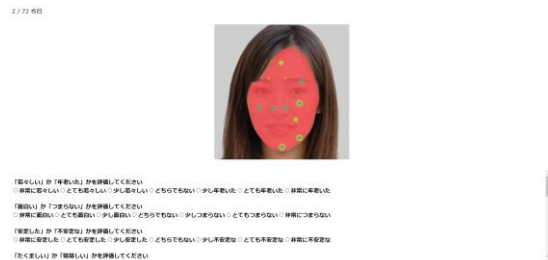 2 / 72 枚目
「若々しい」か「年老いた」かを評価してください
○ 非常に若々しい ○ とても若々しい ○ 少し若々しい ○ どちらでもない ○ 少し年老いた ○ とても年老いた ○ 非常に年老いた
「面白い」か「つまらない」かを評価してください
○ 非常に面白い ○ とても面白い ○ 少し面白い ○ どちらでもない ○ 少しつまらない ○ とてもつまらない ○ 非常につまらない
「安定した」か「不安定な」かを評価してください
○ 非常に安定した ○ とても安定した ○ 少し安定した ○ どちらでもない ○ 少し不安定な ○ とても不安定な ○ 非常に不安定な
「たくましい」か「弱弱しい」かを評価してください